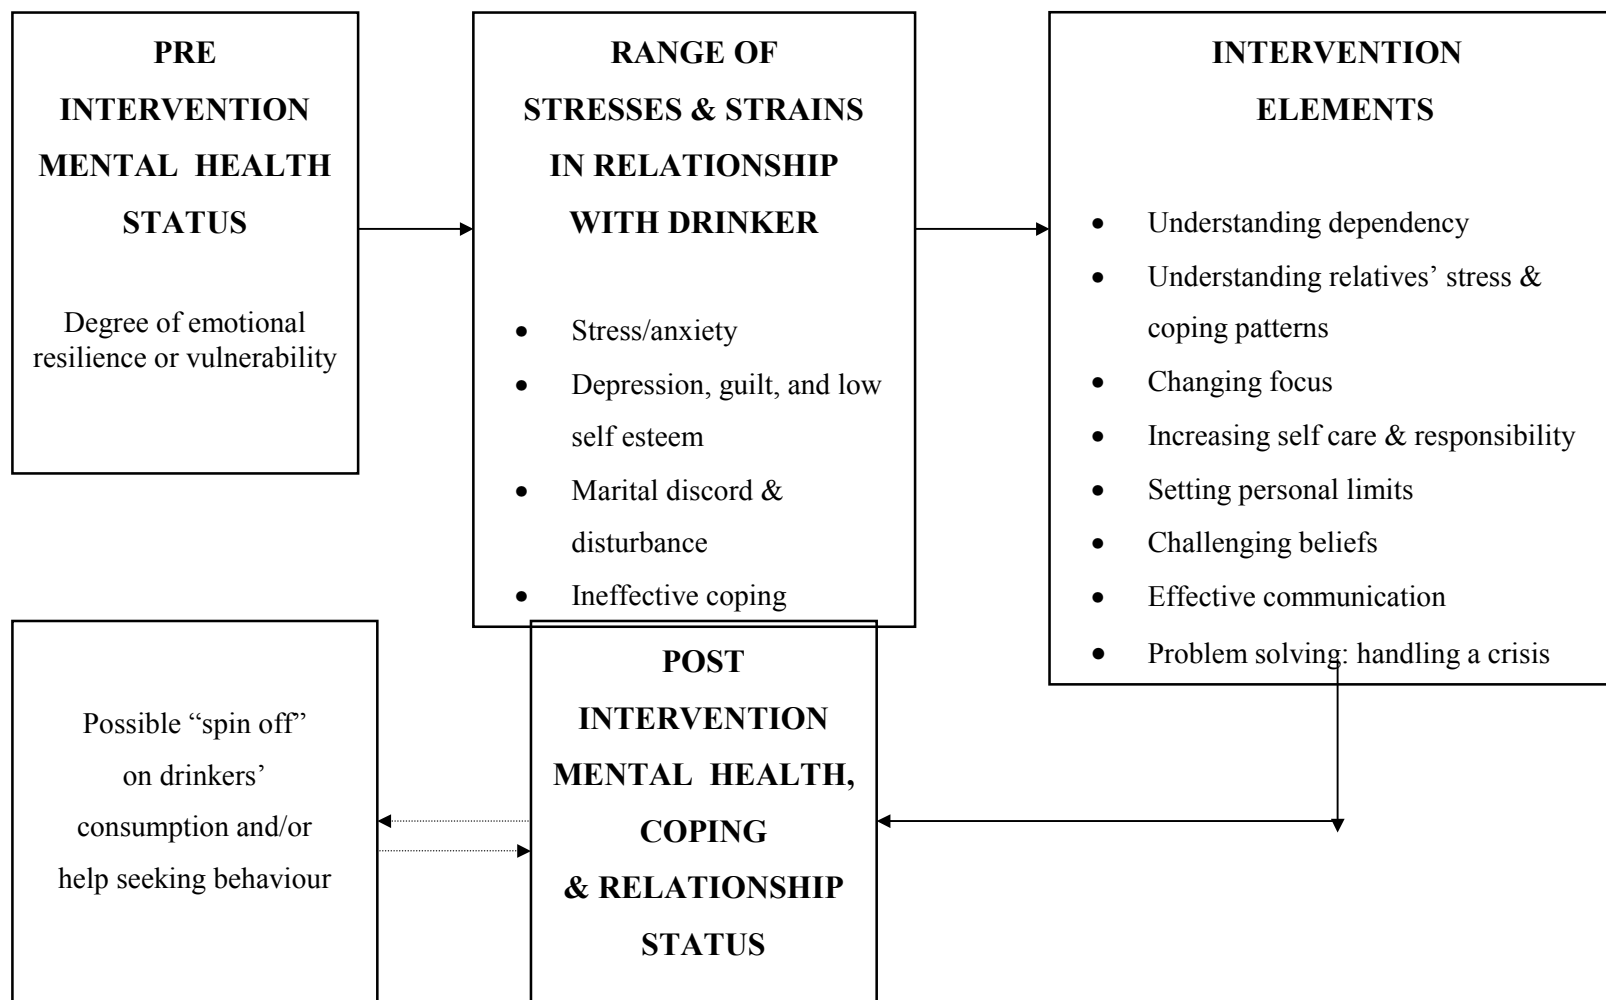 PRE
INTERVENTION
MENTAL HEALTH
STATUS
Degree of emotional
resilience or vulnerability
RANGE OF
STRESSES & STRAINS
IN RELATIONSHIP
WITH DRINKER
• Stress/anxiety
• Depression, guilt, and low
self esteem
• Marital discord &
disturbance
• Ineffective coping
INTERVENTION
ELEMENTS
• Understanding dependency
• Understanding relatives’ stress &
coping patterns
• Changing focus
• Increasing self care & responsibility
• Setting personal limits
• Challenging beliefs
• Effective communication
• Problem solving: handling a crisis
Possible “spin off”
on drinkers’
consumption and/or
help seeking behaviour
POST
INTERVENTION
MENTAL HEALTH,
COPING
& RELATIONSHIP
STATUS